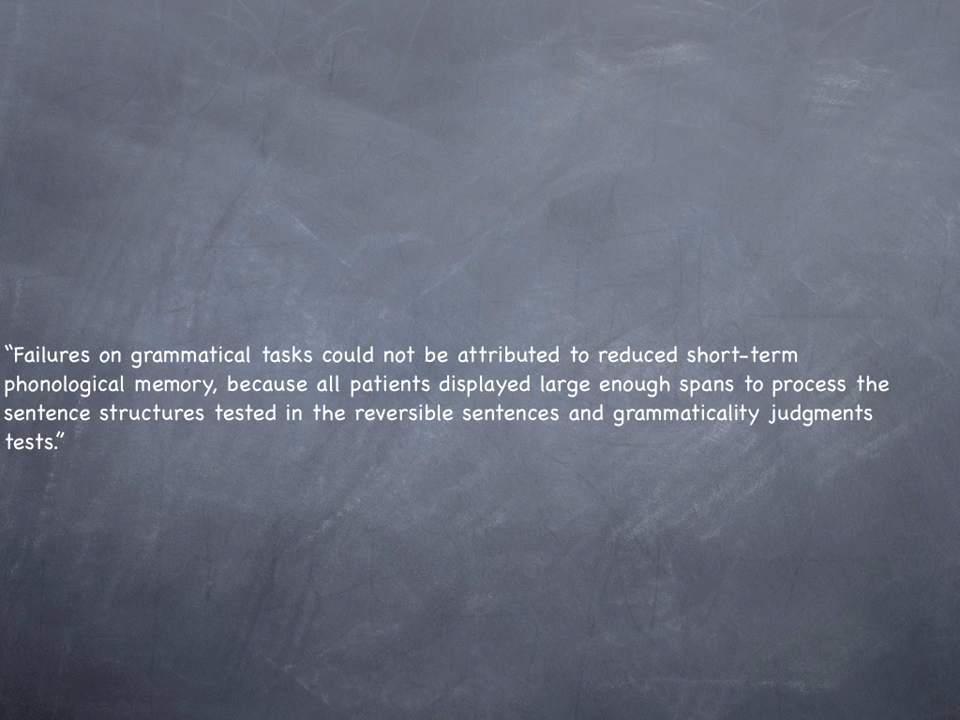 “Failures on grammatical tasks could not be attributed to reduced short-term
phonological memory, because all patients displayed large enough spans to process the
sentence structures tested in the reversible sentences and grammaticality judgments
tests.”